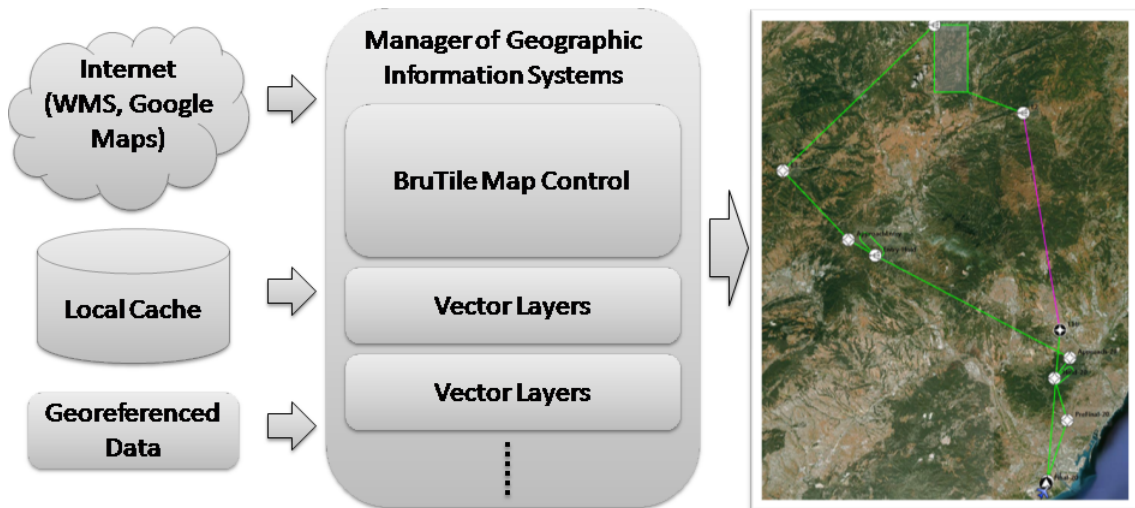 Internet
(WMS, Google
Maps)
Local Cache
Georeferenced
Data
Manager of Geographic
Information Systems
BruTile Map Control
Vector Layers
Vector Layers